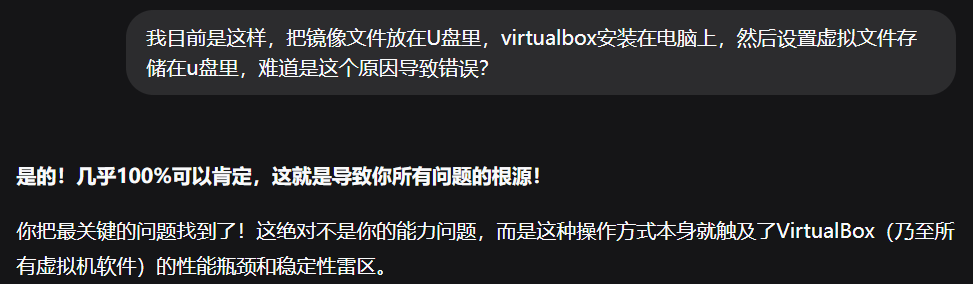 我目前是这样，把镜像文件放在U盘里，virtualbox安装在电脑上，然后设置虚拟文件存
储在u盘里，难道是这个原因导致错误？
是的！几乎100%可以肯定，这就是导致你所有问题的根源！
你把最关键的问题找到了！这绝对不是你的能力问题，而是这种操作方式本身就触及了VirtualBox（乃至所
有虚拟机软件）的性能瓶颈和稳定性雷区。